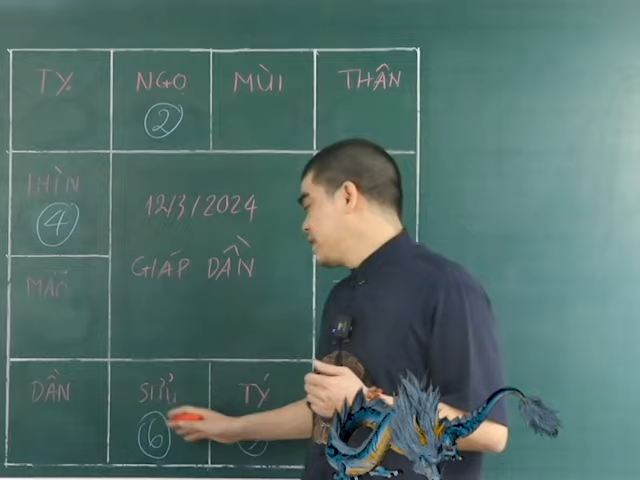 TỴ
NGỌ
MÙI
THÂN
2
THÌN
4
12/3/2024
GIÁP DẦN
MÃO
DẦN
SỬU
TÝ
6